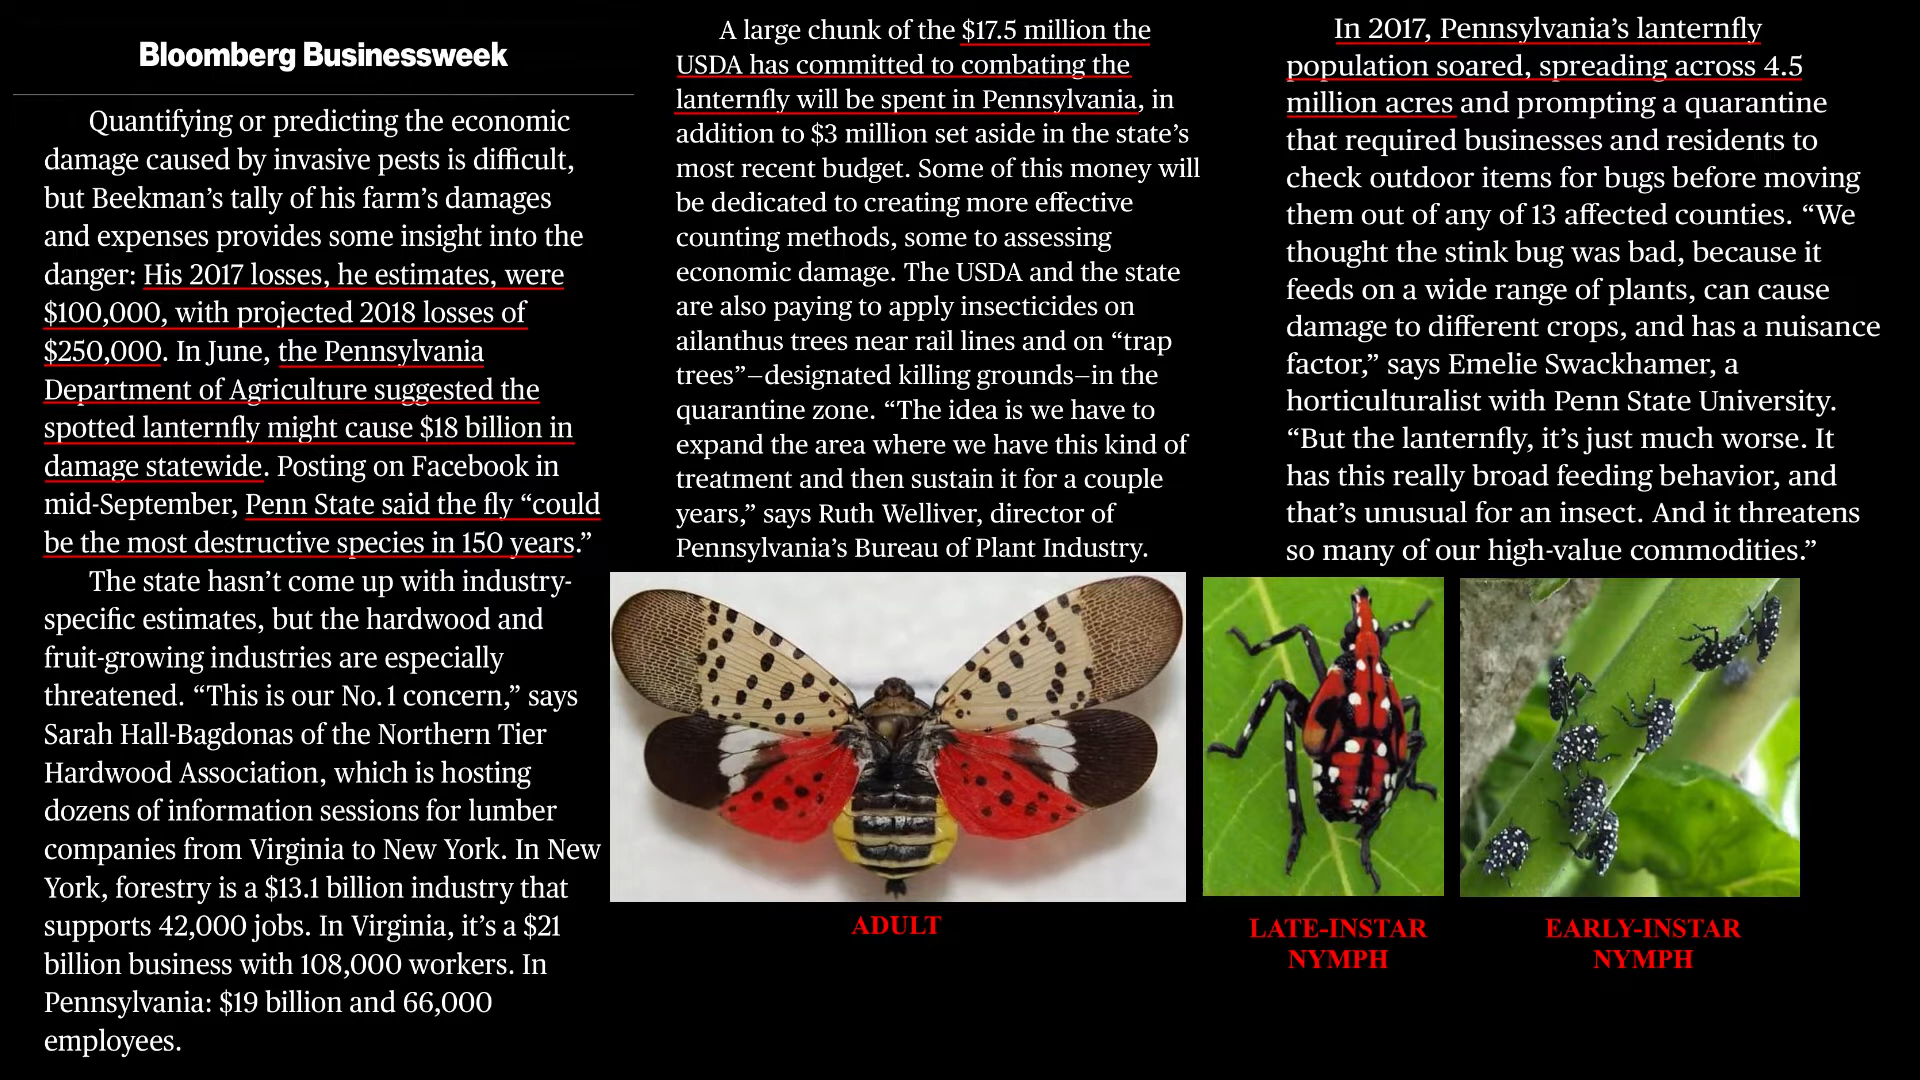 Bloomberg Businessweek
Quantifying or predicting the economic
damage caused by invasive pests is difficult,
but Beekman’s tally of his farm’s damages
and expenses provides some insight into the
danger: His 2017 losses, he estimates, were
$100,000, with projected 2018 losses of
$250,000. In June, the Pennsylvania
Department of Agriculture suggested the
spotted lanternfly might cause $18 billion in
damage statewide. Posting on Facebook in
mid-September, Penn State said the fly “could
be the most destructive species in 150 years.”
The state hasn’t come up with industry-
specific estimates, but the hardwood and
fruit-growing industries are especially
threatened. “This is our No. 1 concern,” says
Sarah Hall-Bagdonas of the Northern Tier
Hardwood Association, which is hosting
dozens of information sessions for lumber
companies from Virginia to New York. In New
York, forestry is a $13.1 billion industry that
supports 42,000 jobs. In Virginia, it’s a $21
billion business with 108,000 workers. In
Pennsylvania: $19 billion and 66,000
employees.
A large chunk of the $17.5 million the
USDA has committed to combating the
lanternfly will be spent in Pennsylvania, in
addition to $3 million set aside in the state’s
most recent budget. Some of this money will
be dedicated to creating more effective
counting methods, some to assessing
economic damage. The USDA and the state
are also paying to apply insecticides on
ailanthus trees near rail lines and on “trap
trees”—designated killing grounds—in the
quarantine zone. “The idea is we have to
expand the area where we have this kind of
treatment and then sustain it for a couple
years,” says Ruth Welliver, director of
Pennsylvania’s Bureau of Plant Industry.
In 2017, Pennsylvania’s lanternfly
population soared, spreading across 4.5
million acres and prompting a quarantine
that required businesses and residents to
check outdoor items for bugs before moving
them out of any of 13 affected counties. “We
thought the stink bug was bad, because it
feeds on a wide range of plants, can cause
damage to different crops, and has a nuisance
factor,” says Emelie Swackhamer, a
horticulturalist with Penn State University.
“But the lanternfly, it’s just much worse. It
has this really broad feeding behavior, and
that’s unusual for an insect. And it threatens
so many of our high-value commodities.”
ADULT
LATE-INSTAR
NYMPH
EARLY-INSTAR
NYMPH